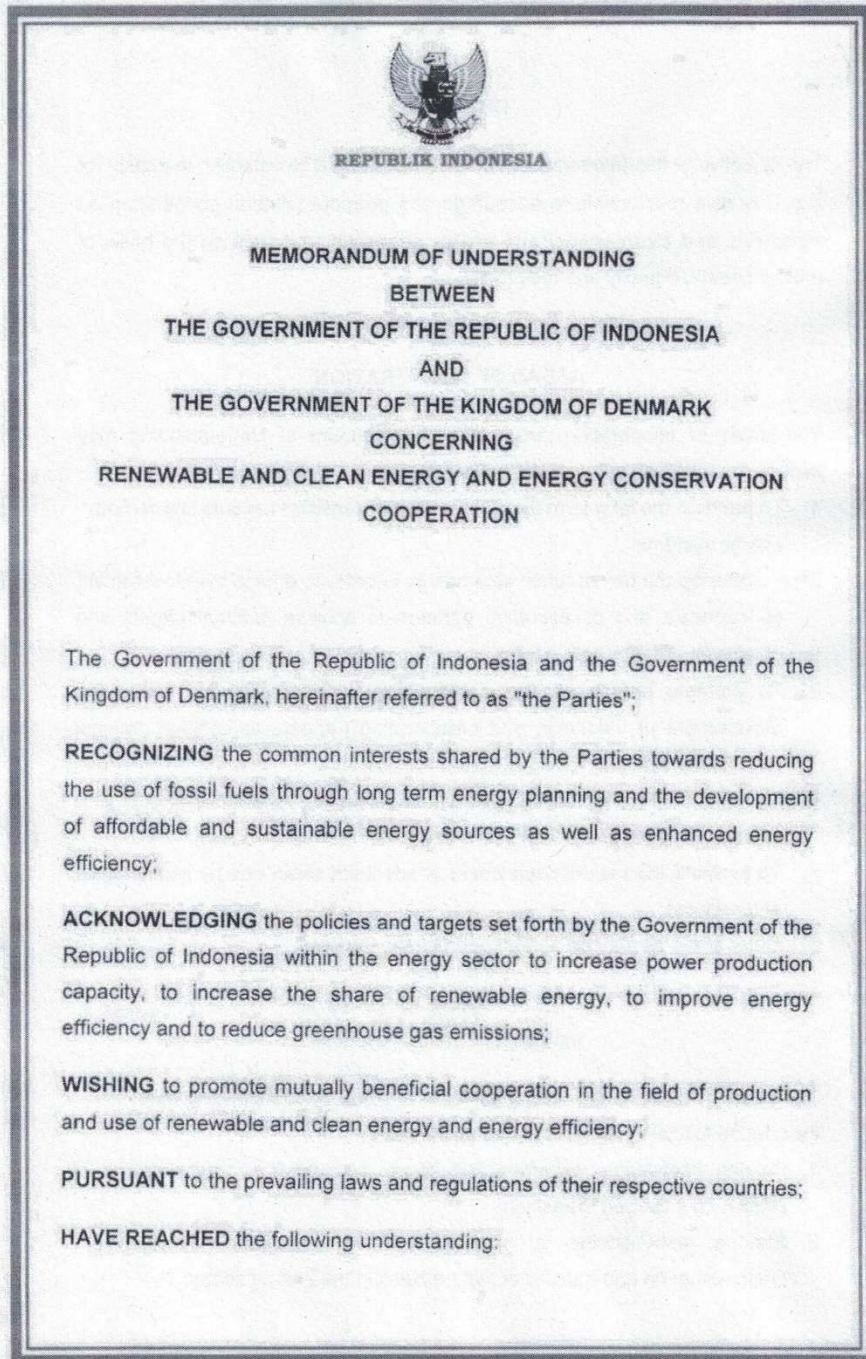 REPUBLIK INDONESIA
MEMORANDUM OF UNDERSTANDING
BETWEEN
THE GOVERNMENT OF THE REPUBLIC OF INDONESIA
AND
THE GOVERNMENT OF THE KINGDOM OF DENMARK
CONCERNING
RENEWABLE AND CLEAN ENERGY AND ENERGY CONSERVATION
COOPERATION
The Government of the Republic of Indonesia and the Government of the
Kingdom of Denmark, hereinafter referred to as "the Parties";
RECOGNIZING the common interests shared by the Parties towards reducing
the use of fossil fuels through long term energy planning and the development
of affordable and sustainable energy sources as well as enhanced energy
efficiency;
ACKNOWLEDGING the policies and targets set forth by the Government of the
Republic of Indonesia within the energy sector to increase power production
capacity, to increase the share of renewable energy, to improve energy
efficiency and to reduce greenhouse gas emissions;
WISHING to promote mutually beneficial cooperation in the field of production
and use of renewable and clean energy and energy efficiency;
PURSUANT to the prevailing laws and regulations of their respective countries;
HAVE REACHED the following understanding: